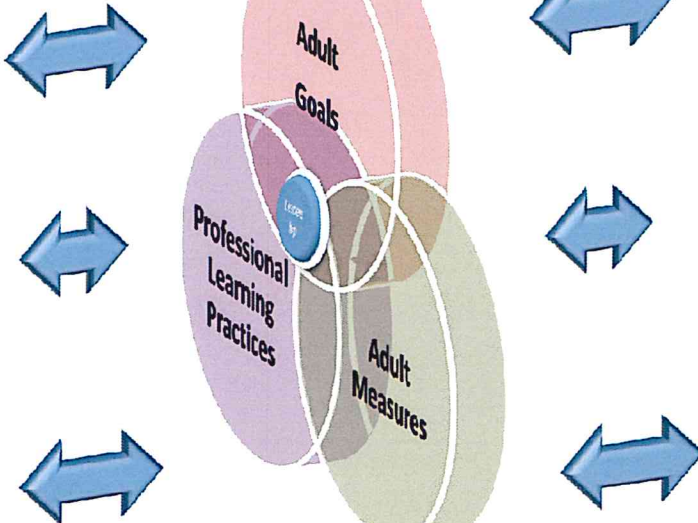 Adult
Goals
Professional
Learning
Practices
Adult
Measures